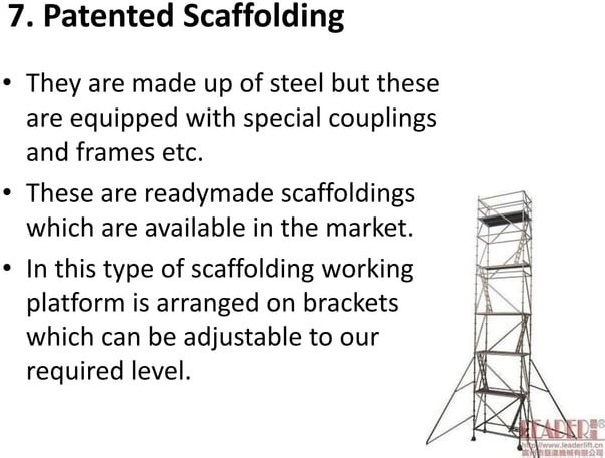 7. Patented Scaffolding
• They are made up of steel but these
are equipped with special couplings
and frames etc.
• These are readymade scaffoldings
which are available in the market.
• In this type of scaffolding working
platform is arranged on brackets
which can be adjustable to our
required level.
LEADER
http://www.leaderlift.cn